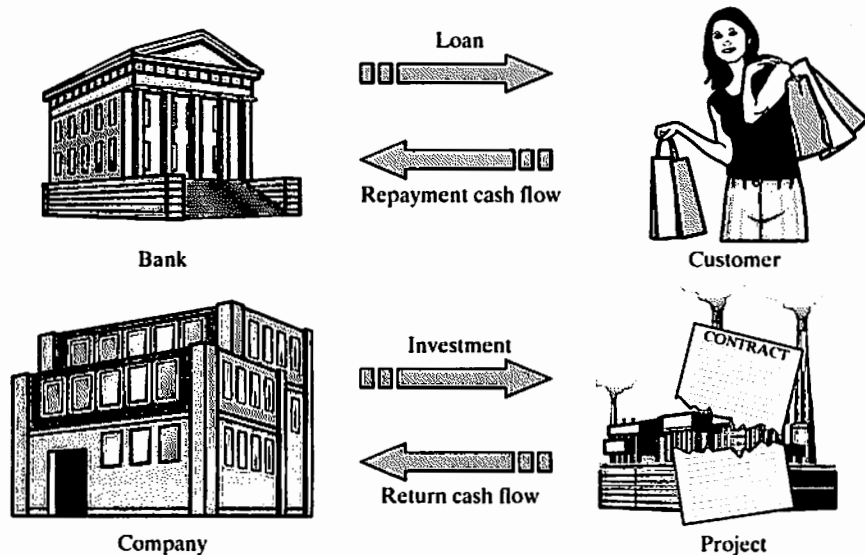 Loan
Repayment cash flow
Bank
Customer
Investment
CONTRACT
Return cash flow
Company
Project